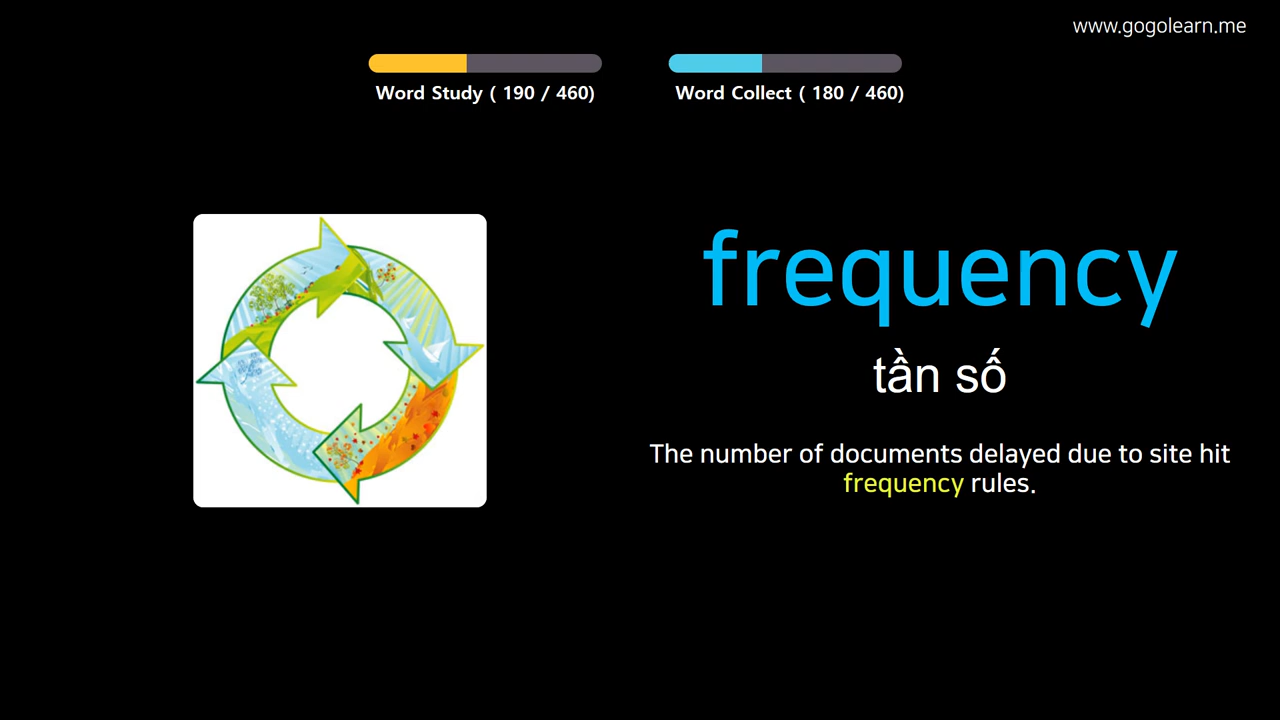 www.gogolearn.me
Word Study ( 190 / 460)
Word Collect ( 180 / 460)
frequency
tần số
The number of documents delayed due to site hit
frequency rules.